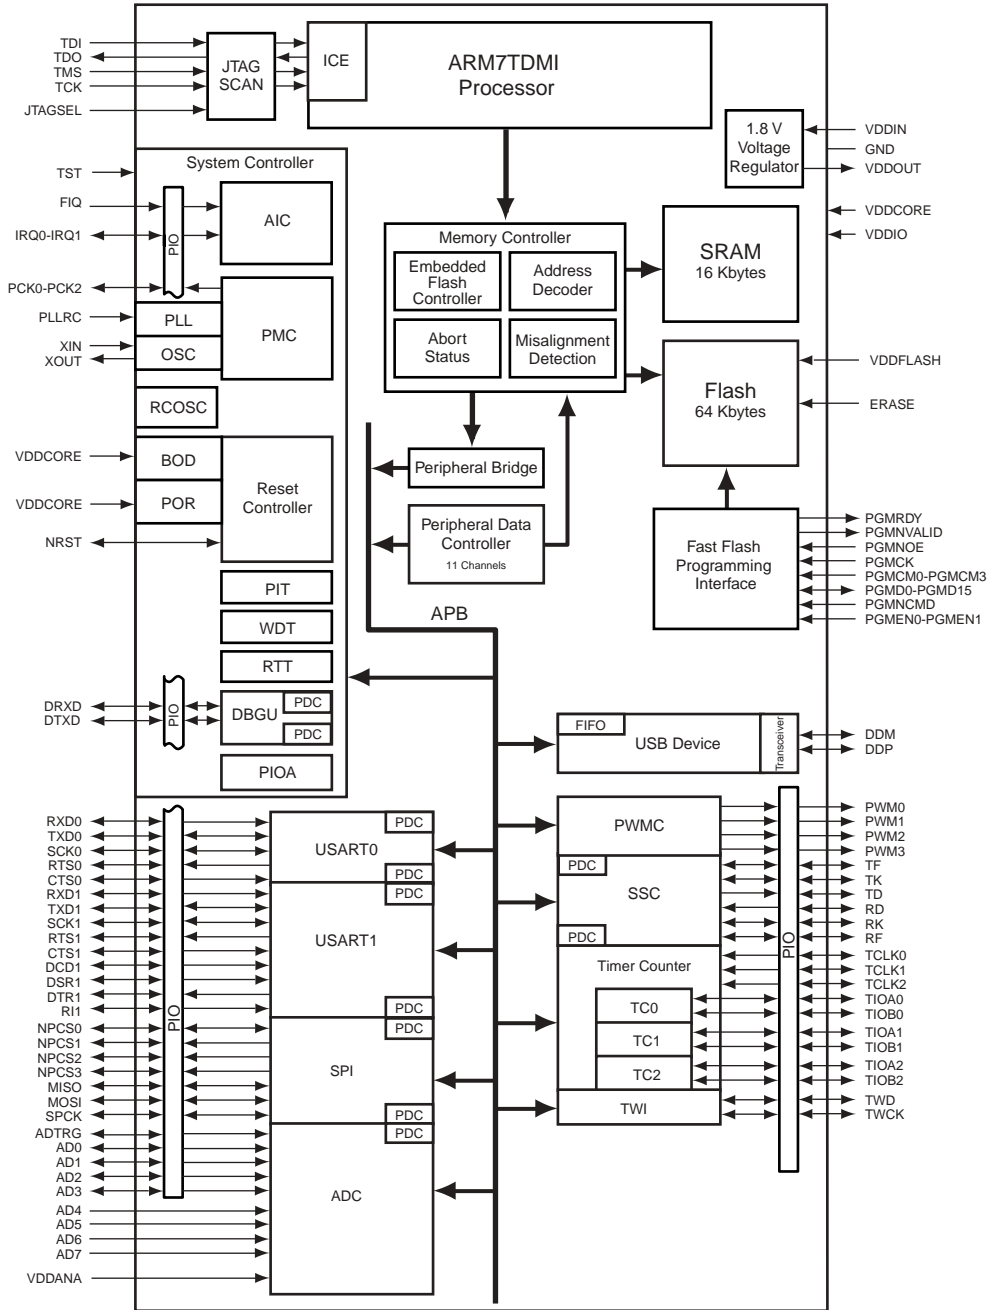 TDI
TDO
TMS
TCK
JTAGSEL
JTAG
SCAN
ICE
ARM7TDMI
Processor
1.8 V
Voltage
Regulator
VDDIN
GND
VDDOUT
VDDCORE
VDDIO
System Controller
TST
FIQ
IRQ0-IRQ1
PIO
AIC
PCK0-PCK2
PLLRC
PLL
PMC
XIN
XOUT
OSC
RCOSC
VDDCORE
BOD
VDDCORE
POR
Reset
Controller
NRST
PIT
WDT
RTT
DRXD
DTXD
PIO
DBGU
PDC
PDC
PIOA
Memory Controller
Embedded
Flash
Controller
Address
Decoder
Abort
Status
Misalignment
Detection
SRAM
16 Kbytes
Flash
64 Kbytes
VDDFLASH
ERASE
Peripheral Bridge
Peripheral Data
Controller
11 Channels
Fast Flash
Programming
Interface
PGMRDY
PGMNVALID
PGMNOE
PGMCK
PGMCM0-PGMCM3
PGMD0-PGMD15
PGMNCMD
PGMEN0-PGMEN1
APB
FIFO
USB Device
Transceiver
DDM
DDP
RXD0
TXD0
SCK0
RTS0
CTS0
RXD1
TXD1
SCK1
RTS1
CTS1
DCD1
DSR1
DTR1
RI1
NPCS0
NPCS1
NPCS2
NPCS3
MISO
MOSI
SPCK
ADTRG
AD0
AD1
AD2
AD3
AD4
AD5
AD6
AD7
VDDANA
PIO
PDC
USART0
PDC
PDC
USART1
PDC
PDC
SPI
PDC
PDC
ADC
PWMC
PDC
SSC
PDC
Timer Counter
TC0
TC1
TC2
TWI
PIO
PWM0
PWM1
PWM2
PWM3
TF
TK
TD
RD
RK
RF
TCLK0
TCLK1
TCLK2
TIOA0
TIOB0
TIOA1
TIOB1
TIOA2
TIOB2
TWD
TWCK